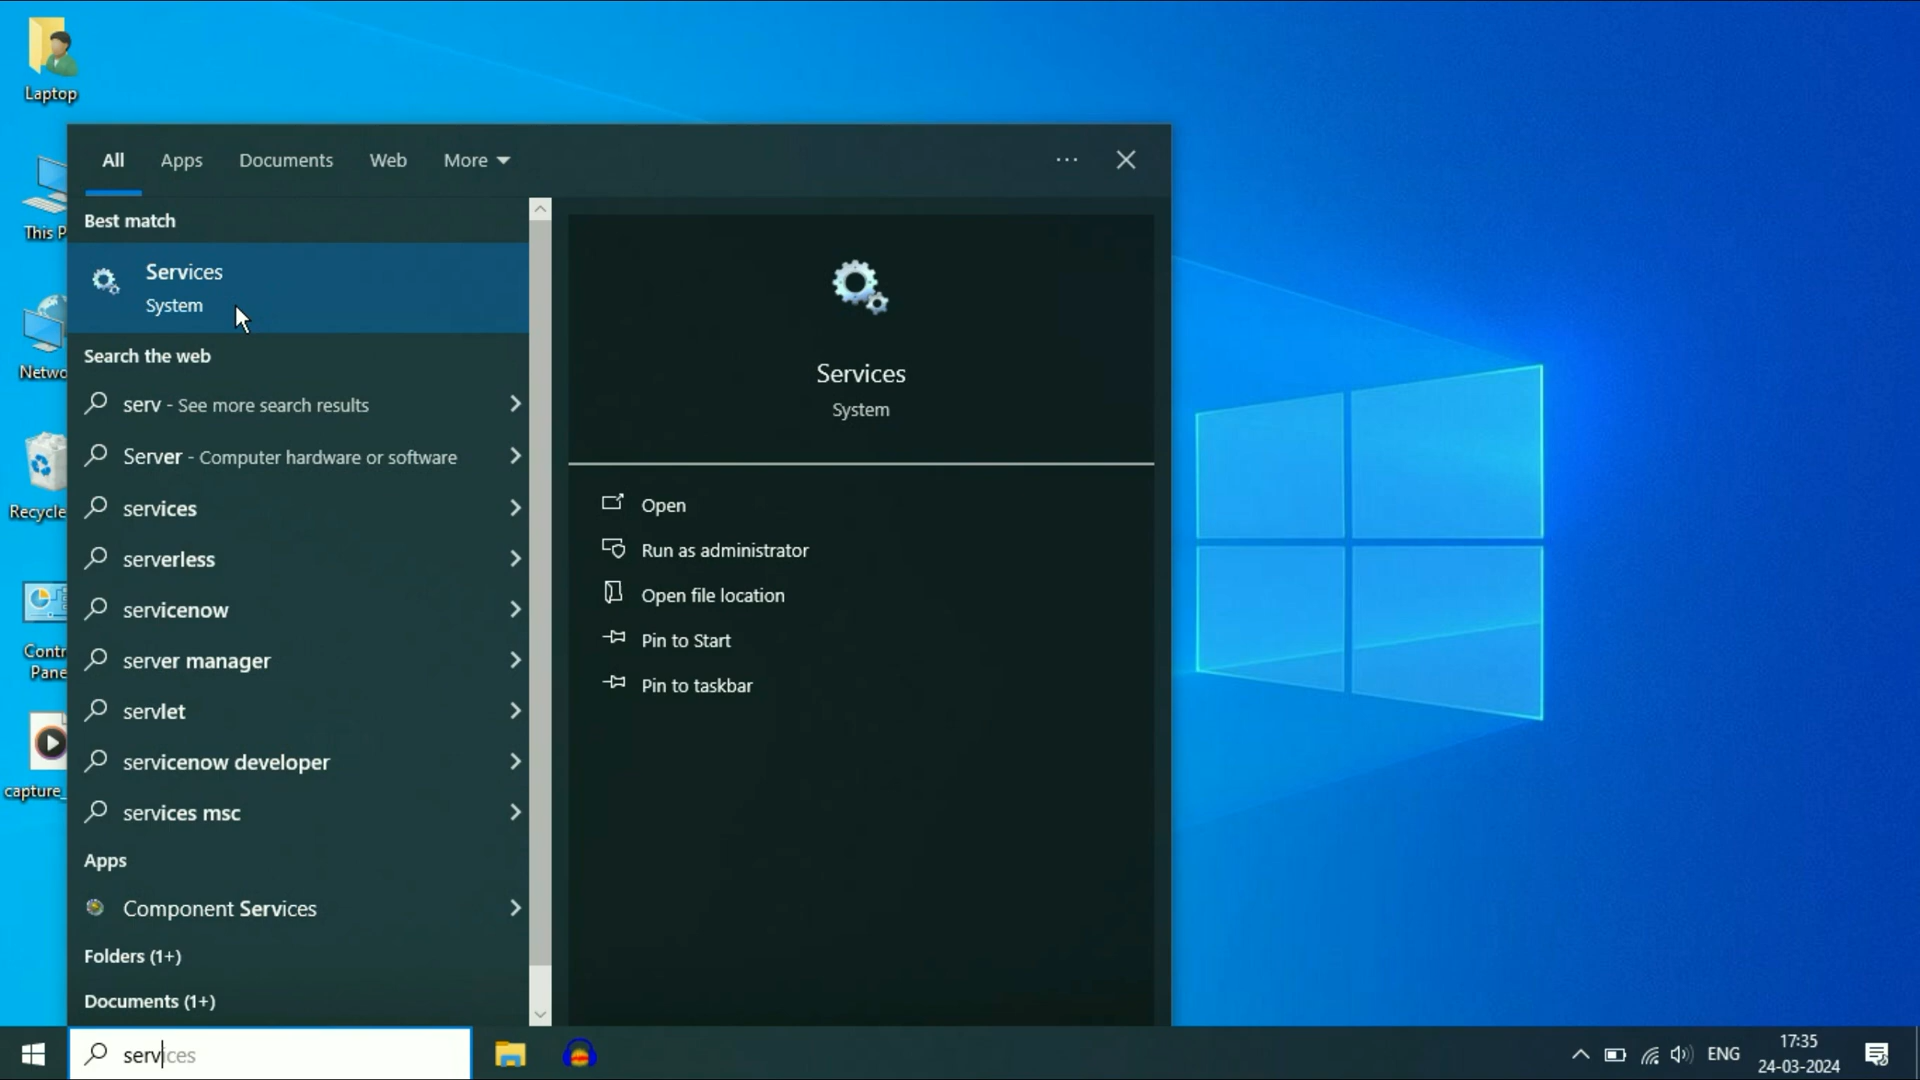 Laptop
This P
Netwo
Recycle
Contr
Pane
capture_
All
Apps
Documents
Web
More
Best match
Services
System
Search the web
serv - See more search results
Server - Computer hardware or software
services
serverless
servicenow
server manager
servlet
servicenow developer
services msc
Apps
Component Services
Folders (1+)
Documents (1+)
Services
System
Open
Run as administrator
Open file location
Pin to Start
Pin to taskbar
services
ENG
17:35
24-03-2024